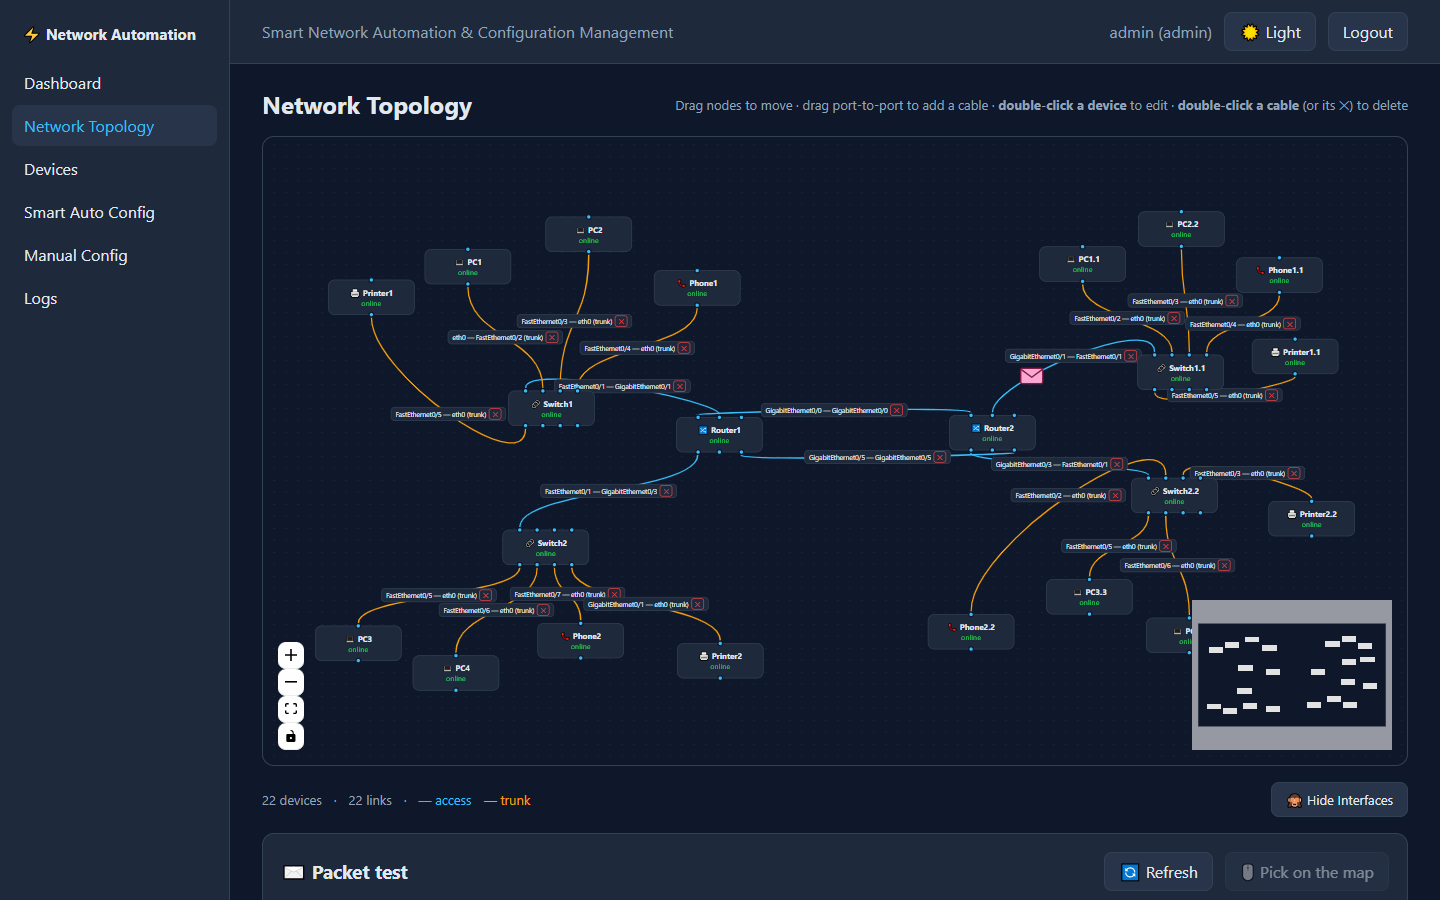 ⚡ Network Automation
Dashboard
Network Topology
Devices
Smart Auto Config
Manual Config
Logs
Smart Network Automation & Configuration Management
admin (admin)
Light
Logout
Network Topology
Drag nodes to move · drag port-to-port to add a cable · double-click a device to edit · double-click a cable (or its ✕) to delete
PC2
online
PC1
online
Printer1
online
Phone1
online
FastEthernet0/3 — eth0 (trunk)
eth0 — FastEthernet0/2 (trunk)
FastEthernet0/4 — eth0 (trunk)
FastEthernet0/1 — GigabitEthernet0/1
FastEthernet0/5 — eth0 (trunk)
Switch1
online
Router1
online
GigabitEthernet0/0 — GigabitEthernet0/0
GigabitEthernet0/5 — GigabitEthernet0/5
Router2
online
PC2.2
online
PC1.1
online
Phone1.1
online
FastEthernet0/3 — eth0 (trunk)
FastEthernet0/2 — eth0 (trunk)
FastEthernet0/4 — eth0 (trunk)
GigabitEthernet0/1 — FastEthernet0/1
Printer1.1
online
Switch1.1
online
FastEthernet0/5 — eth0 (trunk)
GigabitEthernet0/3 — FastEthernet0/1
FastEthernet0/3 — eth0 (trunk)
FastEthernet0/2 — eth0 (trunk)
Switch2.2
online
Printer2.2
online
FastEthernet0/5 — eth0 (trunk)
FastEthernet0/6 — eth0 (trunk)
PC3.3
online
Phone2.2
online
FastEthernet0/1 — GigabitEthernet0/3
Switch2
online
FastEthernet0/5 — eth0 (trunk)
FastEthernet0/7 — eth0 (trunk)
FastEthernet0/6 — eth0 (trunk)
GigabitEthernet0/1 — eth0 (trunk)
PC3
online
PC4
online
Phone2
online
Printer2
online
22 devices · 22 links · — access — trunk
Hide Interfaces
Packet test
Refresh
Pick on the map